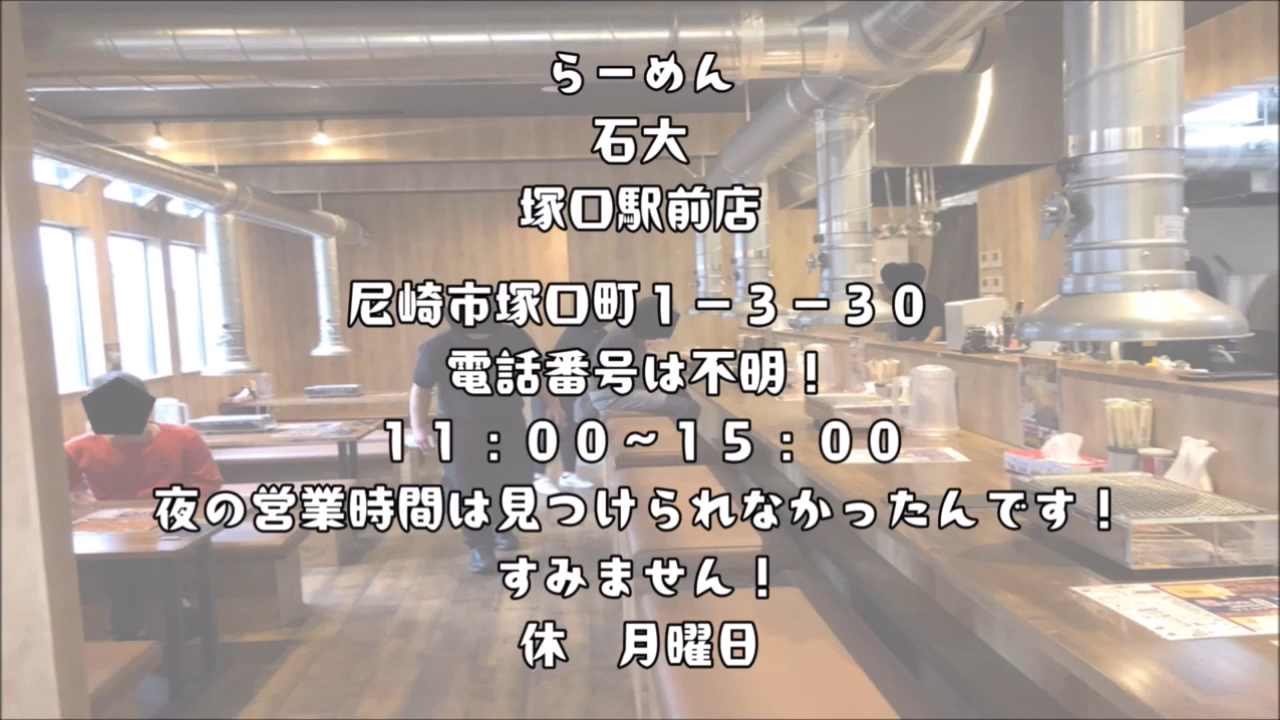 らーめん
石大
塚口駅前店
尼崎市塚口町１－３－３０
電話番号は不明！
１１：００~１５：００
夜の営業時間は見つけられなかったんです！
すみません！
休　月曜日